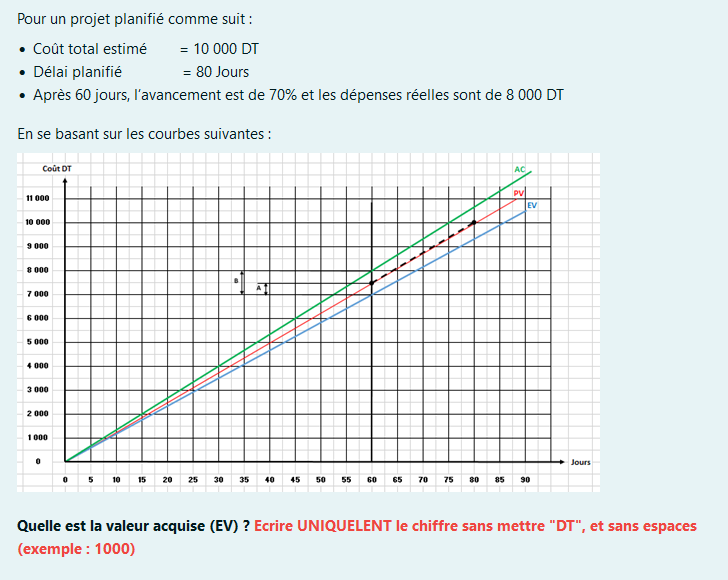 Pour un projet planifié comme suit :
• Coût total estimé = 10 000 DT
• Délai planifié = 80 Jours
• Après 60 jours, l'avancement est de 70% et les dépenses réelles sont de 8 000 DT
En se basant sur les courbes suivantes :
Coût DT
AC
PV
EV
11 000
10 000
9 000
8 000
B
A
7 000
6 000
5 000
4 000
3 000
2 000
1 000
0
Jours
0 5 10 15 20 25 30 35 40 45 50 55 60 65 70 75 80 85 90
Quelle est la valeur acquise (EV) ? Ecrire UNIQUELENT le chiffre sans mettre "DT", et sans espaces
(exemple : 1000)